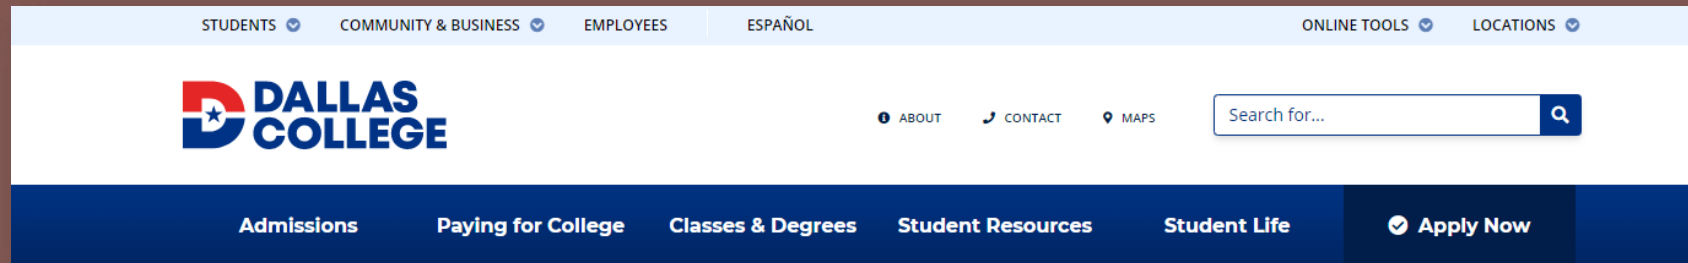 STUDENTS COMMUNITY & BUSINESS EMPLOYEES ESPAÑOL ONLINE TOOLS LOCATIONS
DALLAS
COLLEGE
ABOUT CONTACT MAPS Search for...
Admissions Paying for College Classes & Degrees Student Resources Student Life Apply Now